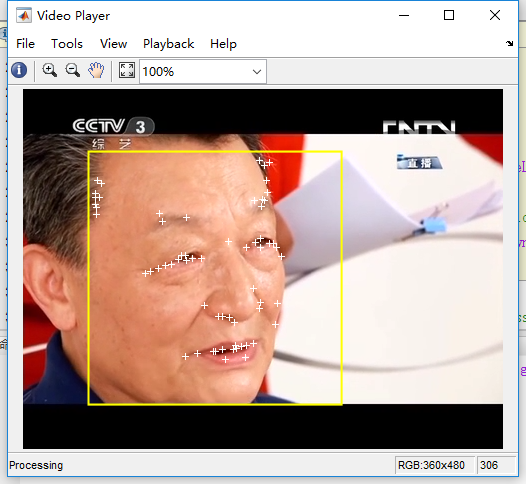 Video Player
File Tools View Playback Help
100%
CCTV 3
综 艺
CNTV
直播
Processing
RGB:360x480
306